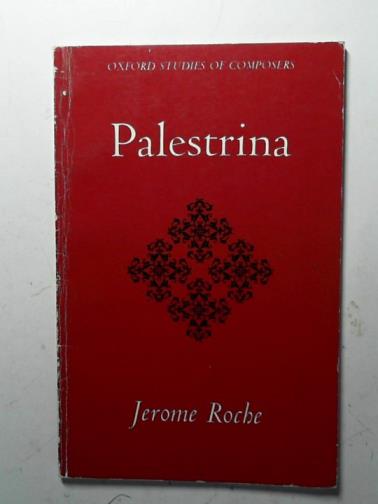 OXFORD STUDIES OF COMPOSERS
Palestrina
Jerome Roche